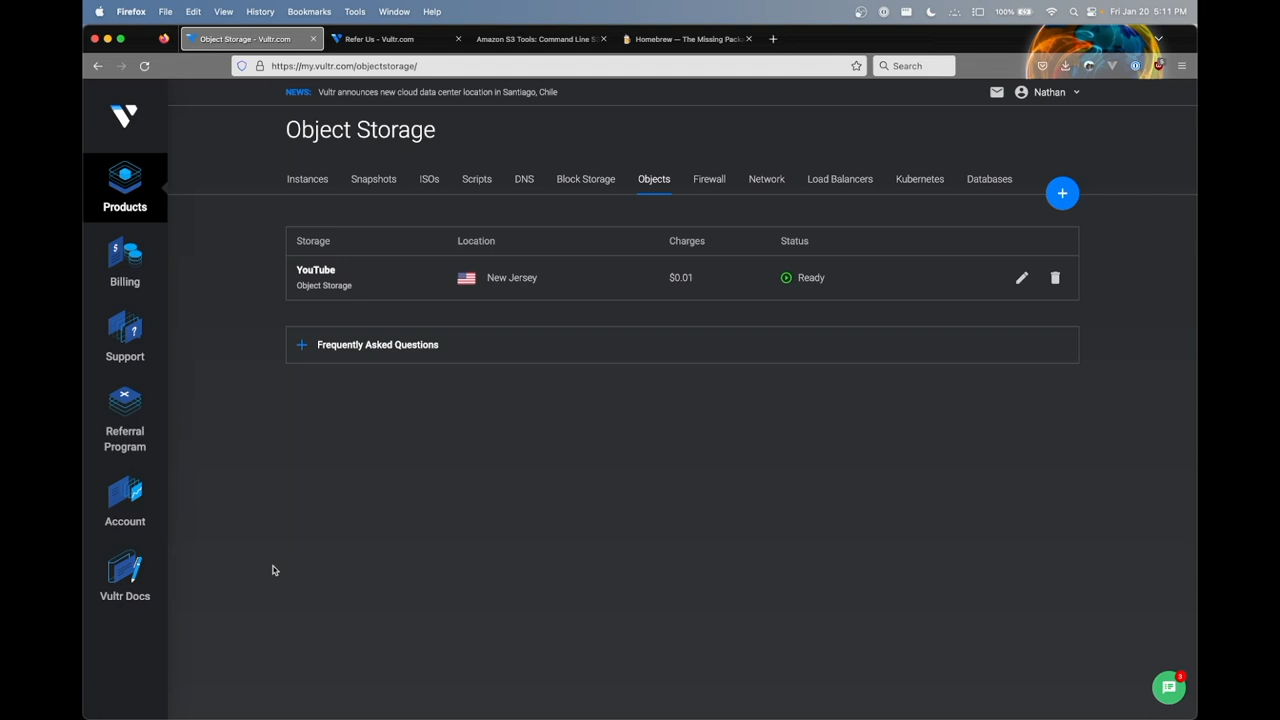 Firefox File Edit View History Bookmarks Tools Window Help 100% Fri Jan 20 5:11 PM
Object Storage - Vultr.com Refer Us - Vultr.com Amazon S3 Tools: Command Line S Homebrew — The Missing Pack
https://my.vultr.com/objectstorage/ Search
NEWS: Vultr announces new cloud data center location in Santiago, Chile Nathan
Object Storage
Instances Snapshots ISOs Scripts DNS Block Storage Objects Firewall Network Load Balancers Kubernetes Databases
Products
Billing
Support
Referral
Program
Account
Vultr Docs
Storage Location Charges Status
YouTube New Jersey $0.01 Ready
Object Storage
Frequently Asked Questions
3